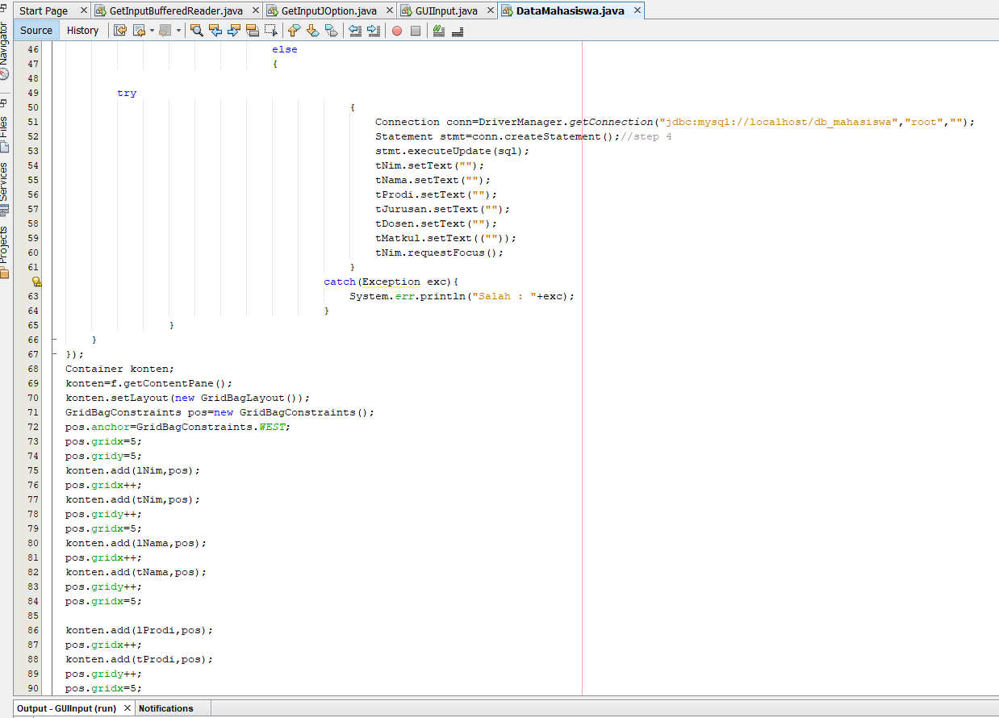 Start Page
GetInputBufferedReader.java
GetInputJOption.java
GUIInput.java
DataMahasiswa.java
Source
History
Navigator
Files
Services
Projects
46 else
47 {
48
49 try
50 {
51 Connection conn=DriverManager.getConnection("jdbc:mysql://localhost/db_mahasiswa","root","");
52 Statement stmt=conn.createStatement();//step 4
53 stmt.executeUpdate(sql);
54 tNim.setText("");
55 tNama.setText("");
56 tProdi.setText("");
57 tJurusan.setText("");
58 tDosen.setText("");
59 tMatkul.setText((""));
60 tNim.requestFocus();
61 }
catch(Exception exc){
63 System.err.println("Salah : "+exc);
64 }
65 }
66 }
67 });
68 Container konten;
69 konten=f.getContentPane();
70 konten.setLayout(new GridBagLayout());
71 GridBagConstraints pos=new GridBagConstraints();
72 pos.anchor=GridBagConstraints.WEST;
73 pos.gridx=5;
74 pos.gridy=5;
75 konten.add(lNim,pos);
76 pos.gridx++;
77 konten.add(tNim,pos);
78 pos.gridy++;
79 pos.gridx=5;
80 konten.add(lNama,pos);
81 pos.gridx++;
82 konten.add(tNama,pos);
83 pos.gridy++;
84 pos.gridx=5;
85
86 konten.add(lProdi,pos);
87 pos.gridx++;
88 konten.add(tProdi,pos);
89 pos.gridy++;
90 pos.gridx=5;
Output - GUIInput (run)
Notifications